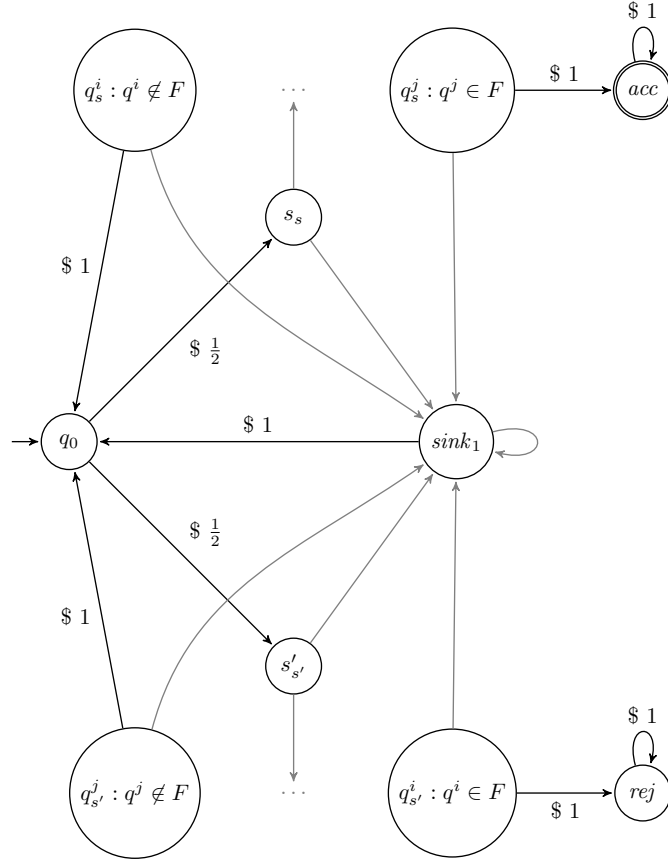 $ 1
q_s^i : q^i ∉ F
· · ·
q_s^j : q^j ∈ F
$ 1
acc
s_s
$ 1
$ 1/2
q_0
$ 1
sink_1
$ 1/2
$ 1
s'_{s'}
$ 1
q_{s'}^j : q^j ∉ F
· · ·
q_{s'}^i : q^i ∈ F
$ 1
rej